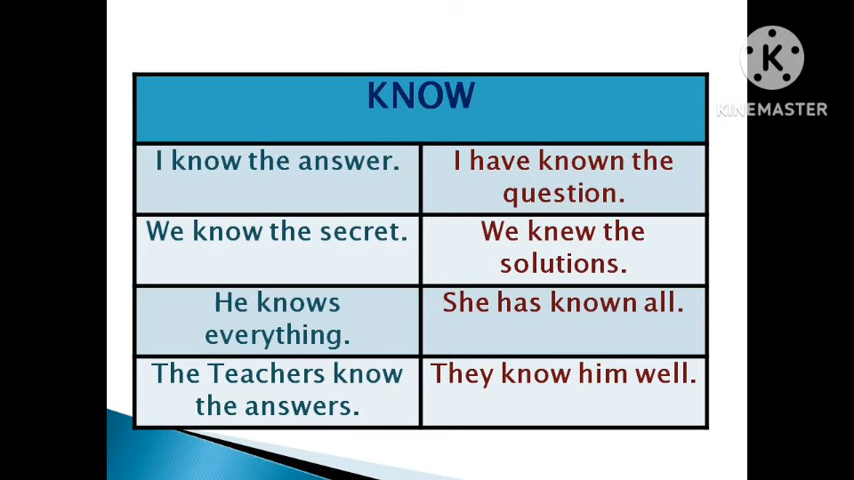 KNOW
KINEMASTER
I know the answer.
I have known the
question.
We know the secret.
We knew the
solutions.
He knows
everything.
She has known all.
The Teachers know
the answers.
They know him well.